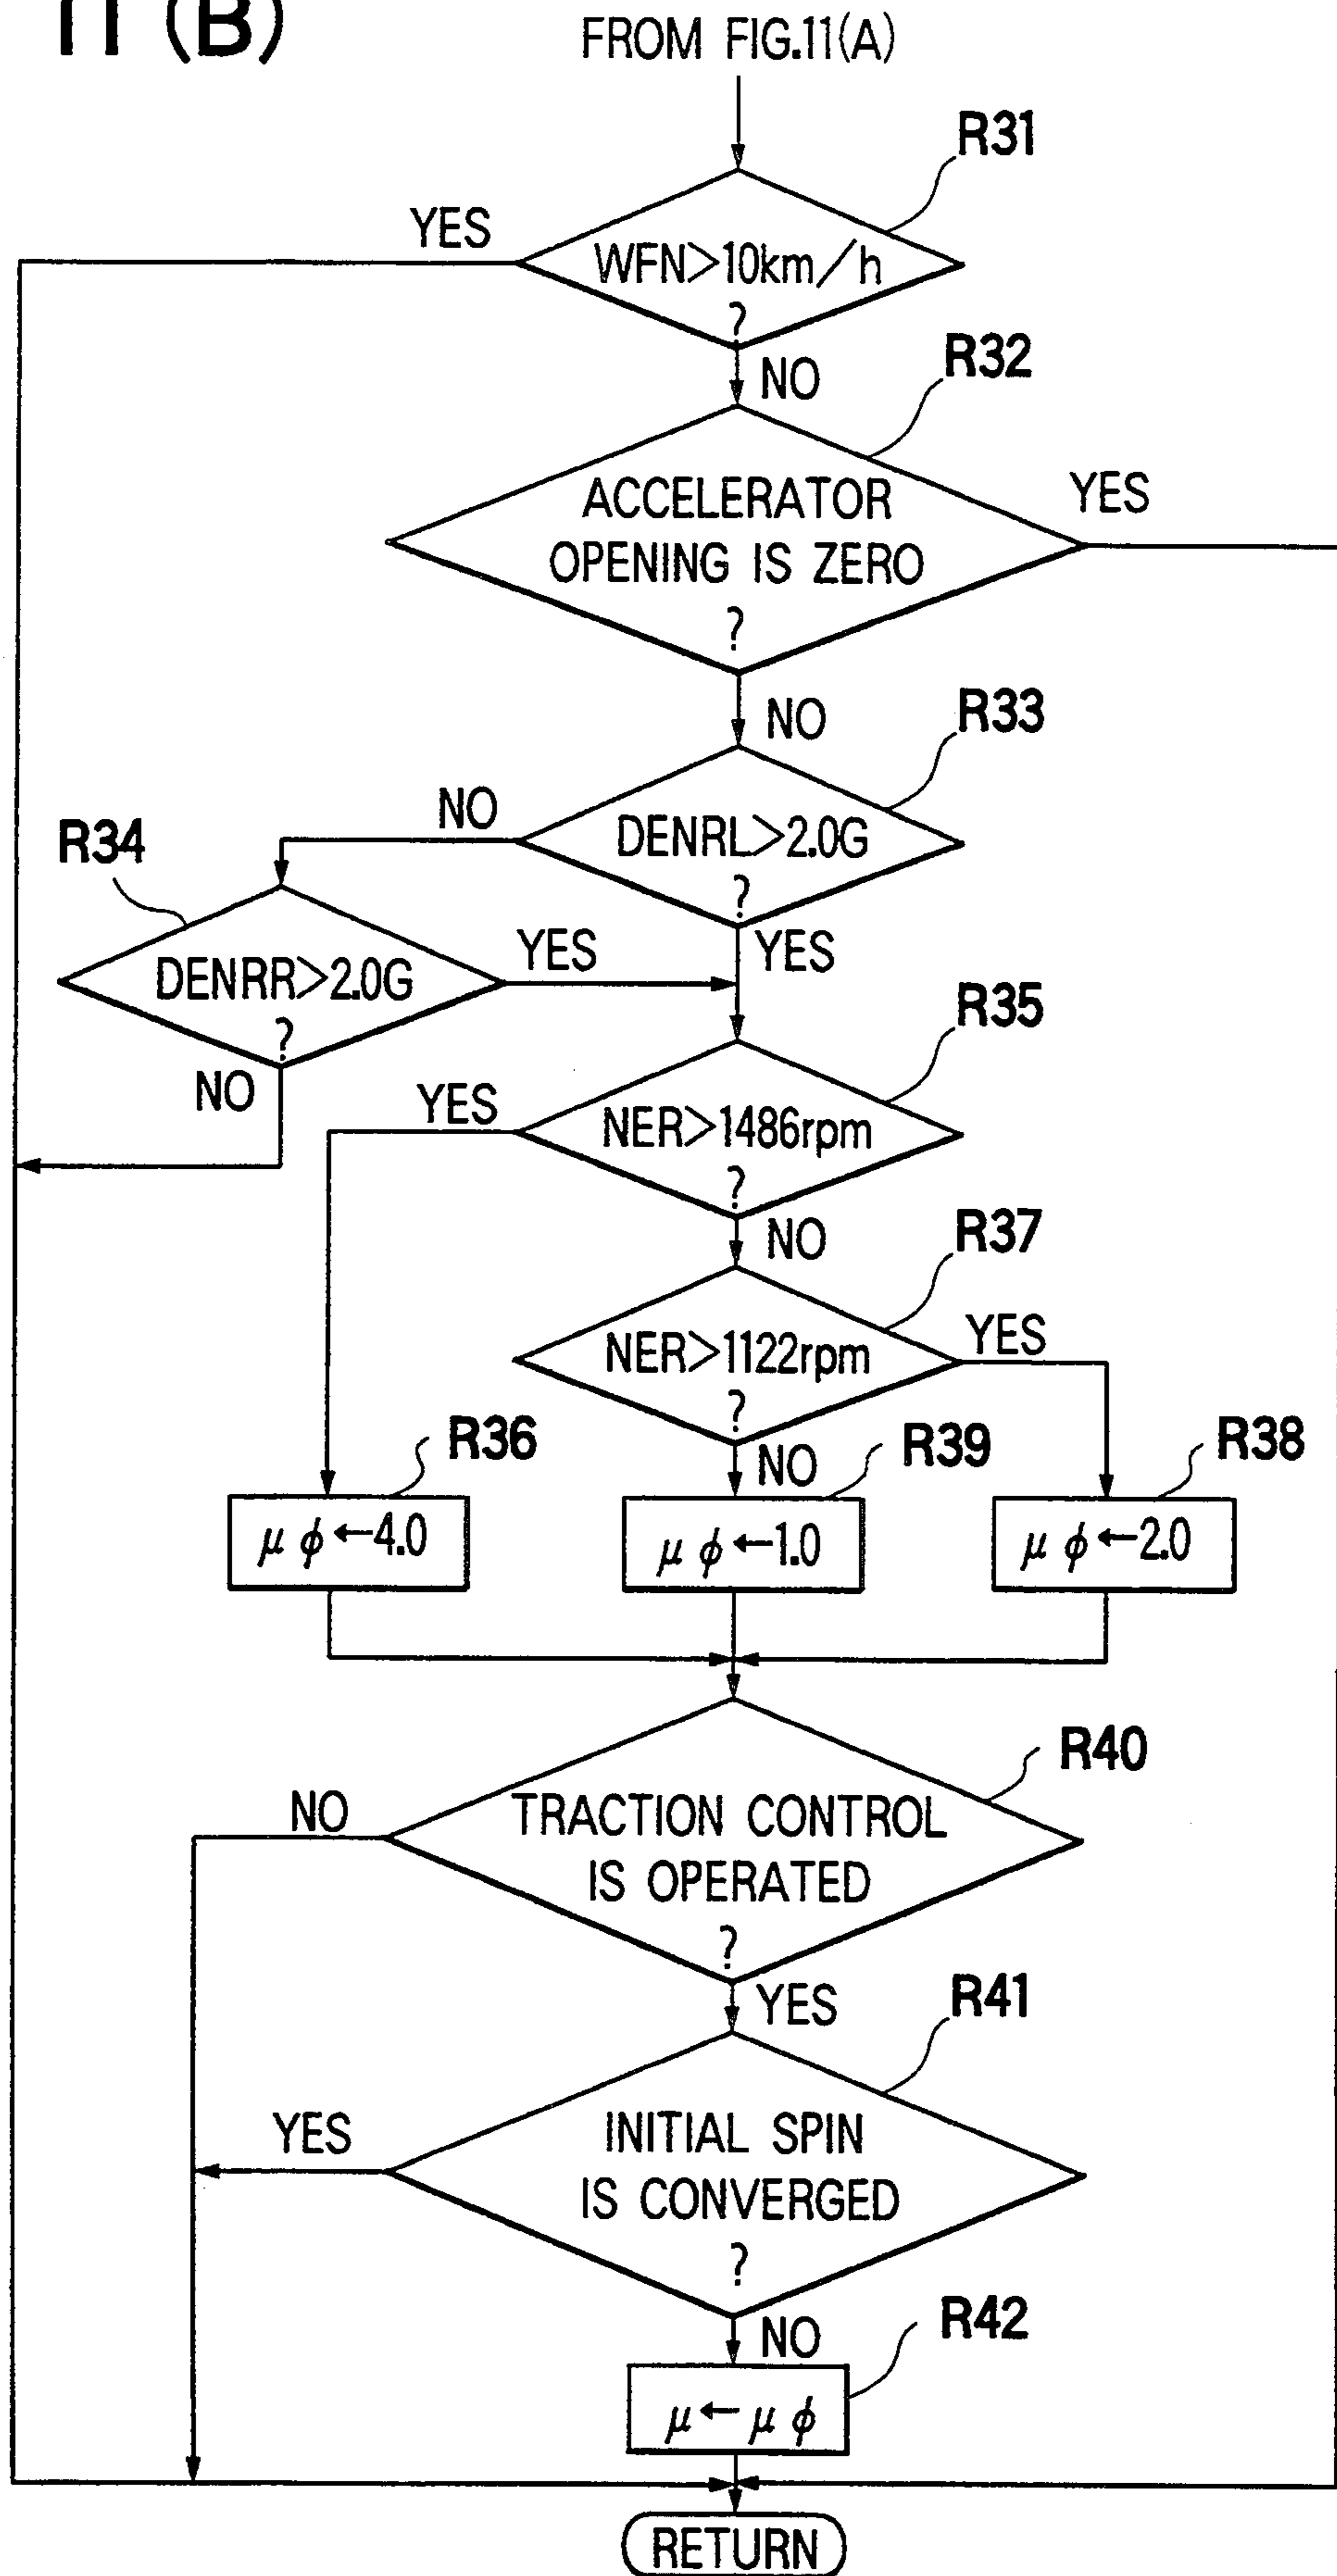 11 (B)
FROM FIG.11(A)
R31
YES
WFN>10km/h
?
NO
R32
ACCELERATOR
OPENING IS ZERO
?
YES
NO
R33
NO
DENRL>2.0G
?
R34
YES
DENRR>2.0G
?
YES
NO
R35
YES
NER>1486rpm
?
NO
R37
NER>1122rpm
?
YES
R36
NO
R39
R38
μ φ←4.0
μ φ←1.0
μ φ←2.0
R40
NO
TRACTION CONTROL
IS OPERATED
?
YES
R41
YES
INITIAL SPIN
IS CONVERGED
?
NO
R42
μ←μ φ
RETURN